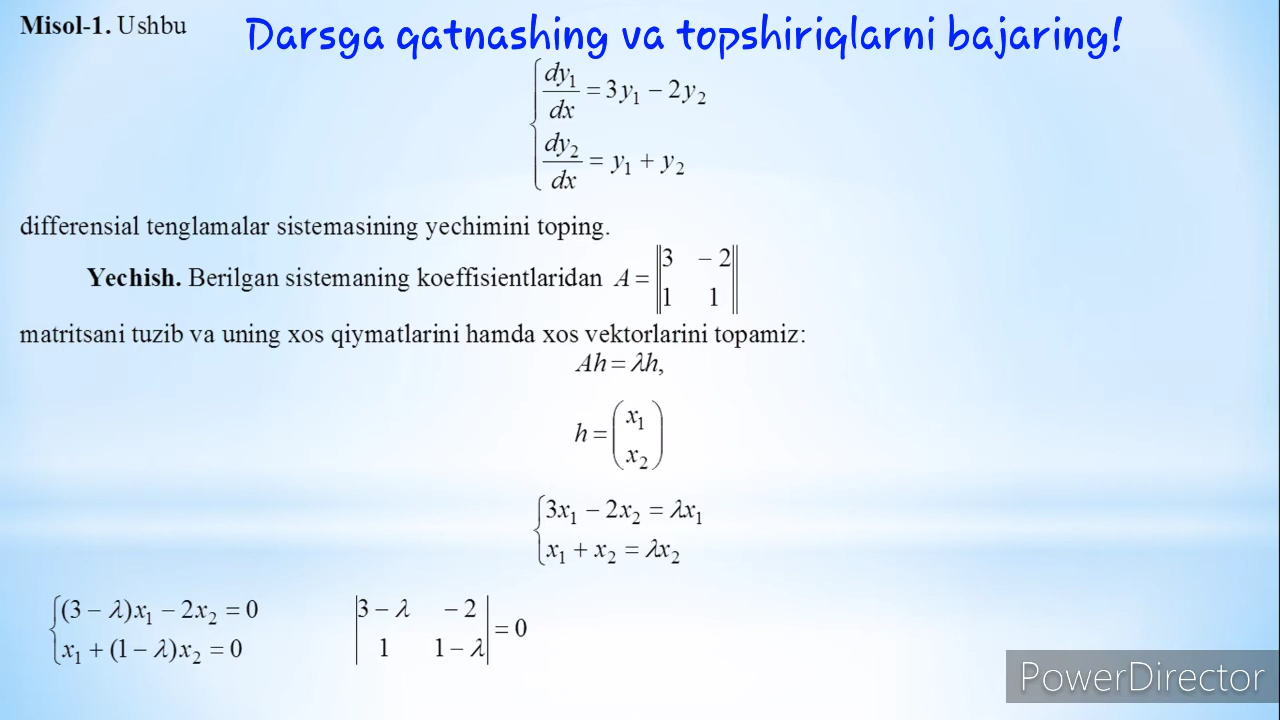 Misol-1. Ushbu
Darsga qatnashing va topshiriqlarni bajaring!
{dy₁/dx = 3y₁ − 2y₂
{dy₂/dx = y₁ + y₂
differensial tenglamalar sistemasining yechimini toping.
Yechish. Berilgan sistemaning koeffisientlaridan A = ‖3 −2‖
‖1 1‖
matritsani tuzib va uning xos qiymatlarini hamda xos vektorlarini topamiz:
Ah = λh,
h = (x₁
x₂)
{3x₁ − 2x₂ = λx₁
{x₁ + x₂ = λx₂
{(3 − λ)x₁ − 2x₂ = 0
{x₁ + (1 − λ)x₂ = 0
|3 − λ −2|
|1 1 − λ| = 0
PowerDirector